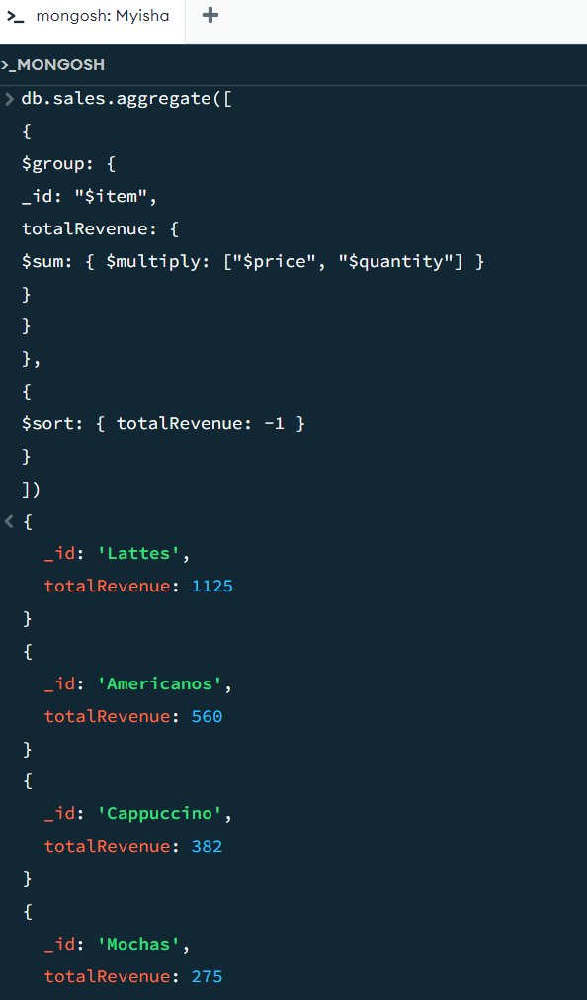 >_ mongosh: Myisha +
>_MONGOSH
> db.sales.aggregate([
{
$group: {
_id: "$item",
totalRevenue: {
$sum: { $multiply: ["$price", "$quantity"] }
}
}
},
{
$sort: { totalRevenue: -1 }
}
])
< {
_id: 'Lattes',
totalRevenue: 1125
}
{
_id: 'Americanos',
totalRevenue: 560
}
{
_id: 'Cappuccino',
totalRevenue: 382
}
{
_id: 'Mochas',
totalRevenue: 275